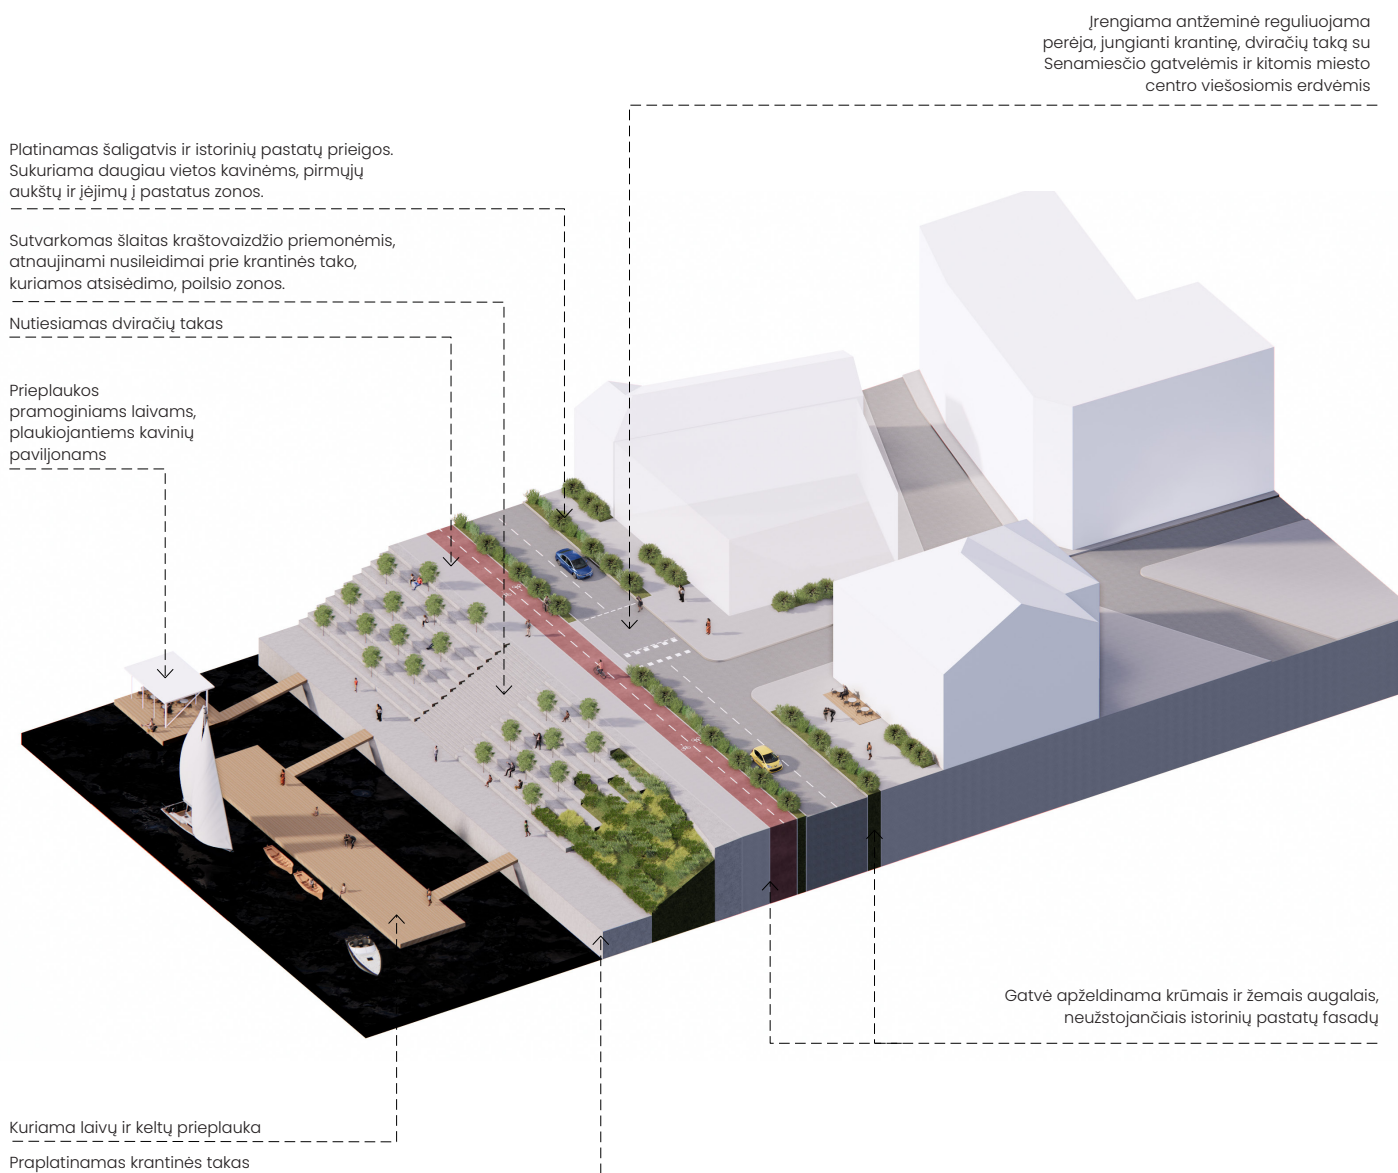 Įrengiama antžeminė reguliuojama
perėja, jungianti krantinę, dviračių taką su
Senamiesčio gatvelėmis ir kitomis miesto
centro viešosiomis erdvėmis
Platinamas šaligatvis ir istorinių pastatų prieigos.
Sukuriama daugiau vietos kavinėms, pirmųjų
aukštų ir įėjimų į pastatus zonos.
Sutvarkomas šlaitas kraštovaizdžio priemonėmis,
atnaujinami nusileidimai prie krantinės tako,
kuriamos atsisėdimo, poilsio zonos.
Nutiesiamas dviračių takas
Prieplaukos
pramoginiams laivams,
plaukiojantiems kavinių
paviljonams
Gatvė apželdinama krūmais ir žemais augalais,
neužstojančiais istorinių pastatų fasadų
Kuriama laivų ir keltų prieplauka
Praplatinamas krantinės takas